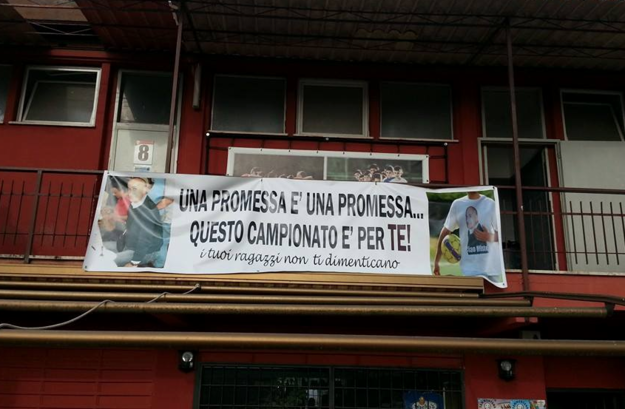 8
UNA PROMESSA E' UNA PROMESSA...
QUESTO CAMPIONATO E' PER TE!
i tuoi ragazzi non ti dimenticano